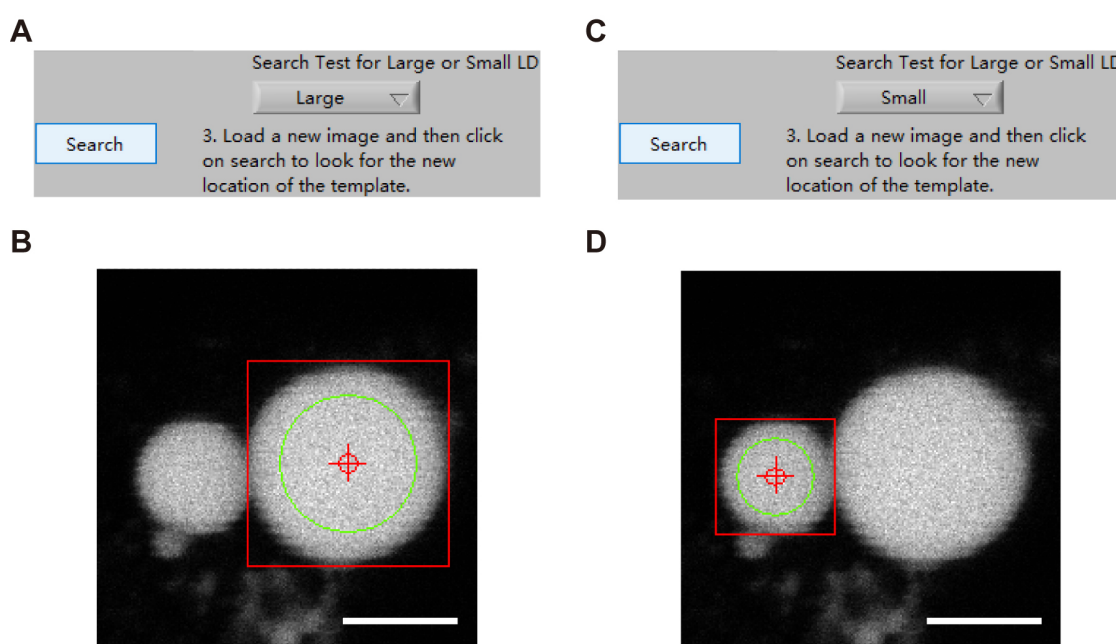 A
Search Test for Large or Small LD
Large
Search
3. Load a new image and then click
on search to look for the new
location of the template.
C
Search Test for Large or Small LD
Small
Search
3. Load a new image and then click
on search to look for the new
location of the template.
B
D